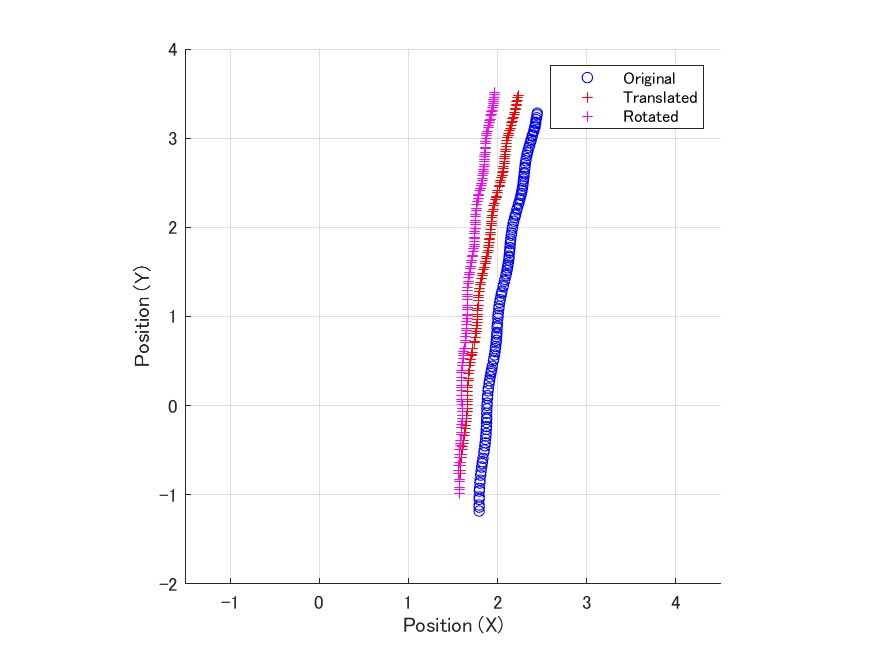 4
3
2
1
0
−1
−2
−1
0
1
2
3
4
Position (Y)
Position (X)
Original
Translated
Rotated